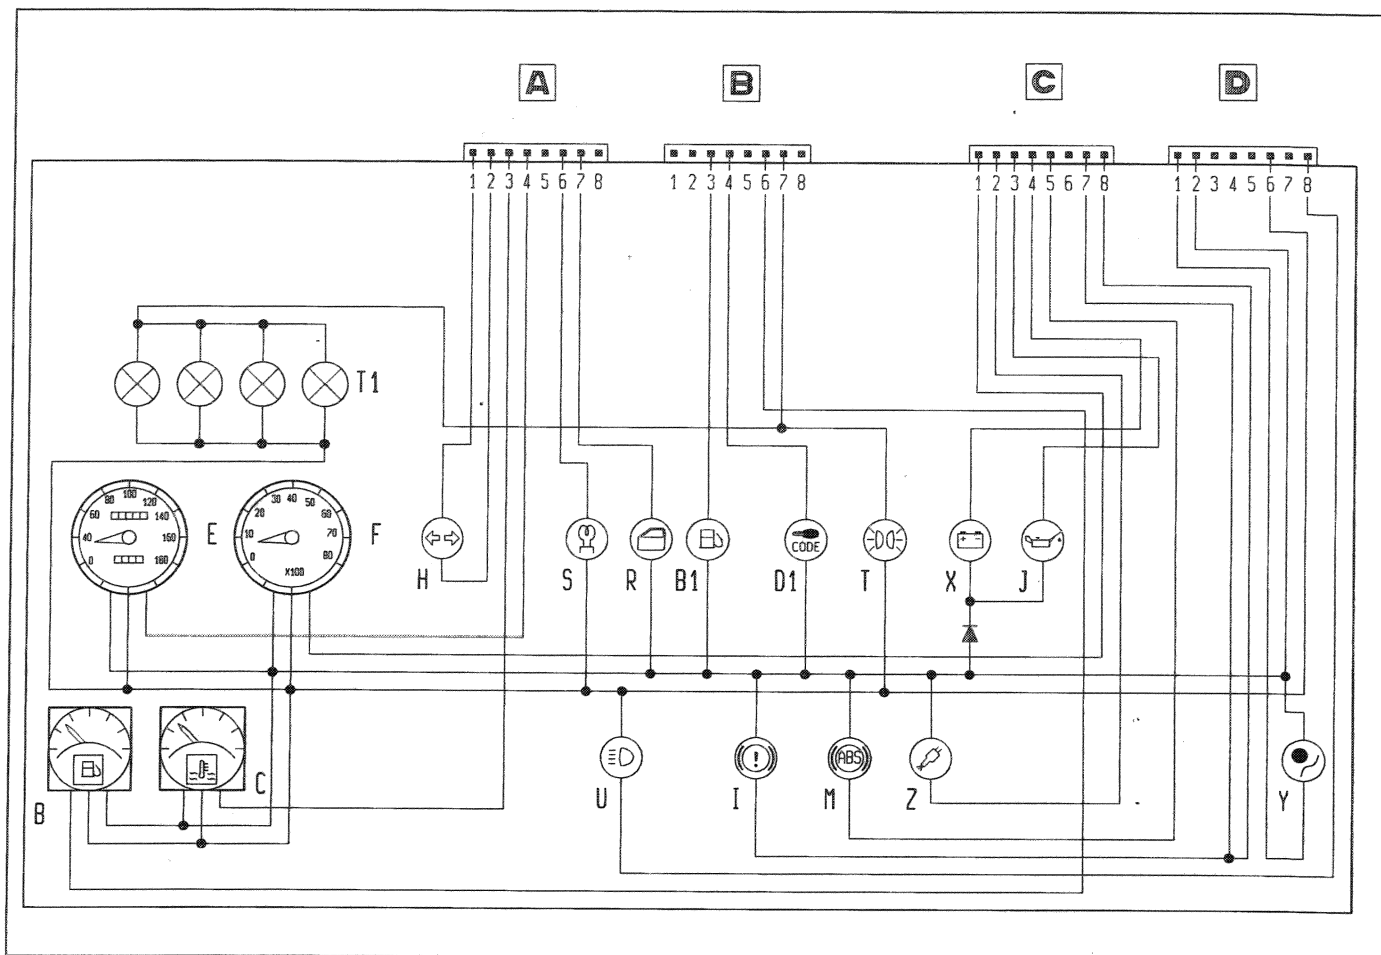 A B C D
1 2 3 4 5 6 7 8 1 2 3 4 5 6 7 8 1 2 3 4 5 6 7 8 1 2 3 4 5 6 7 8
T1
0 40 60 80 100 120 140 160 180 E
0 10 20 30 40 50 60 70 80 X100 F
CODE
H S R B1 D1 T X J
B C
ABS
U I M Z Y